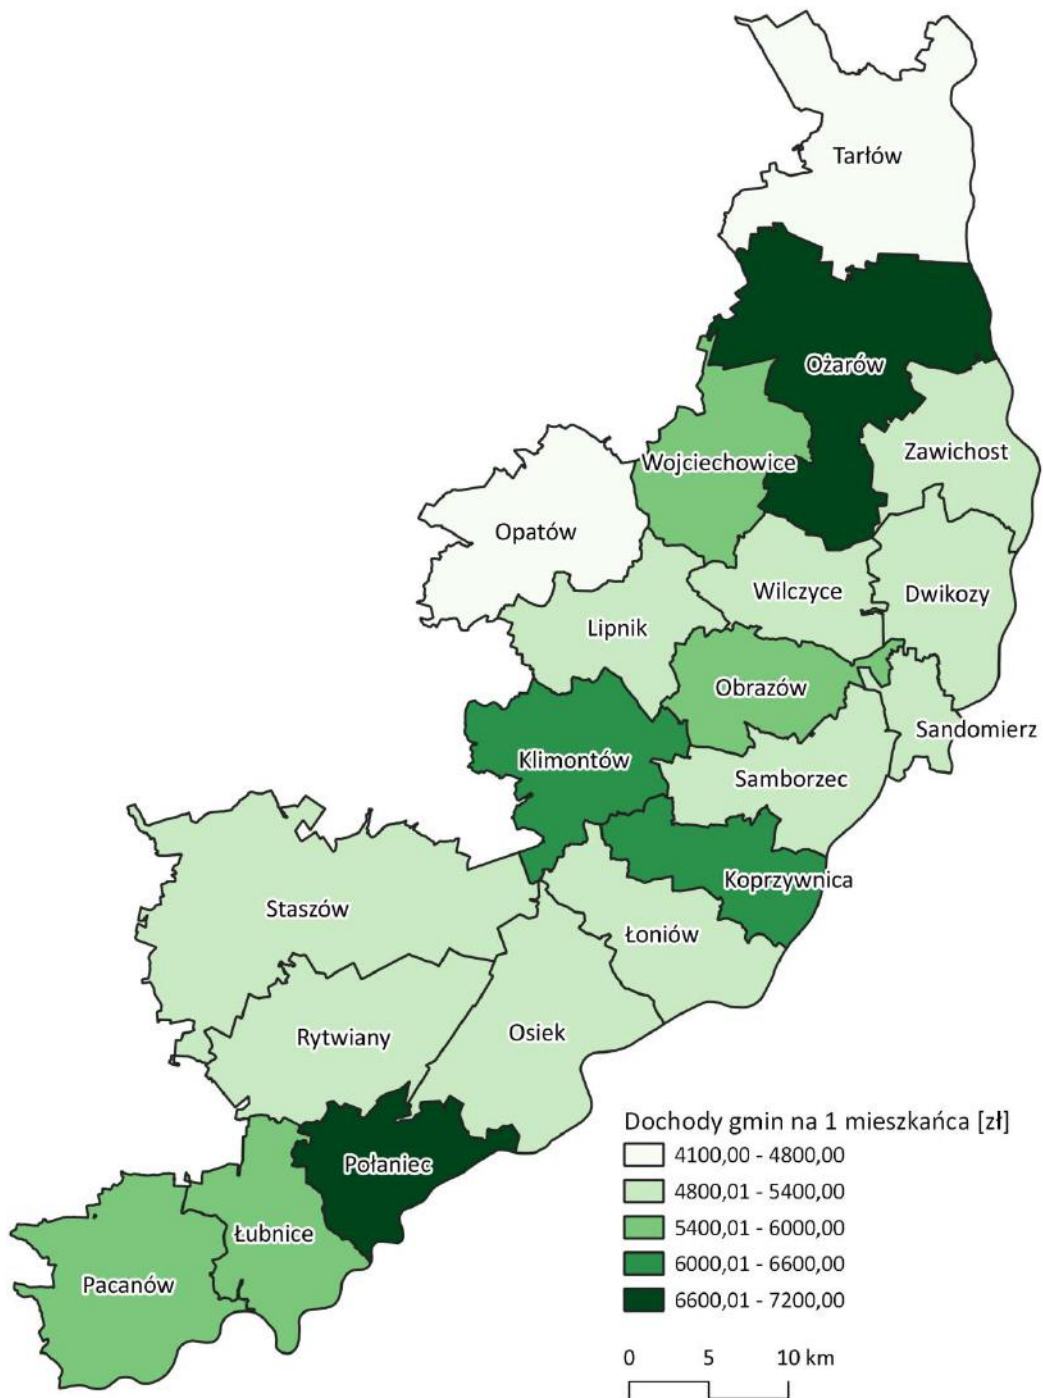 Tarłów
Ożarów
Zawichost
Wojciechowice
Opatów
Wilczyce
Dwikozy
Lipnik
Obrazów
Sandomierz
Klimontów
Samborzec
Koprzywnica
Staszów
Łoniów
Rytwiany
Osiek
Połaniec
Łubnice
Pacanów
Dochody gmin na 1 mieszkańca [zł]
4100,00 - 4800,00
4800,01 - 5400,00
5400,01 - 6000,00
6000,01 - 6600,00
6600,01 - 7200,00
0 5 10 km